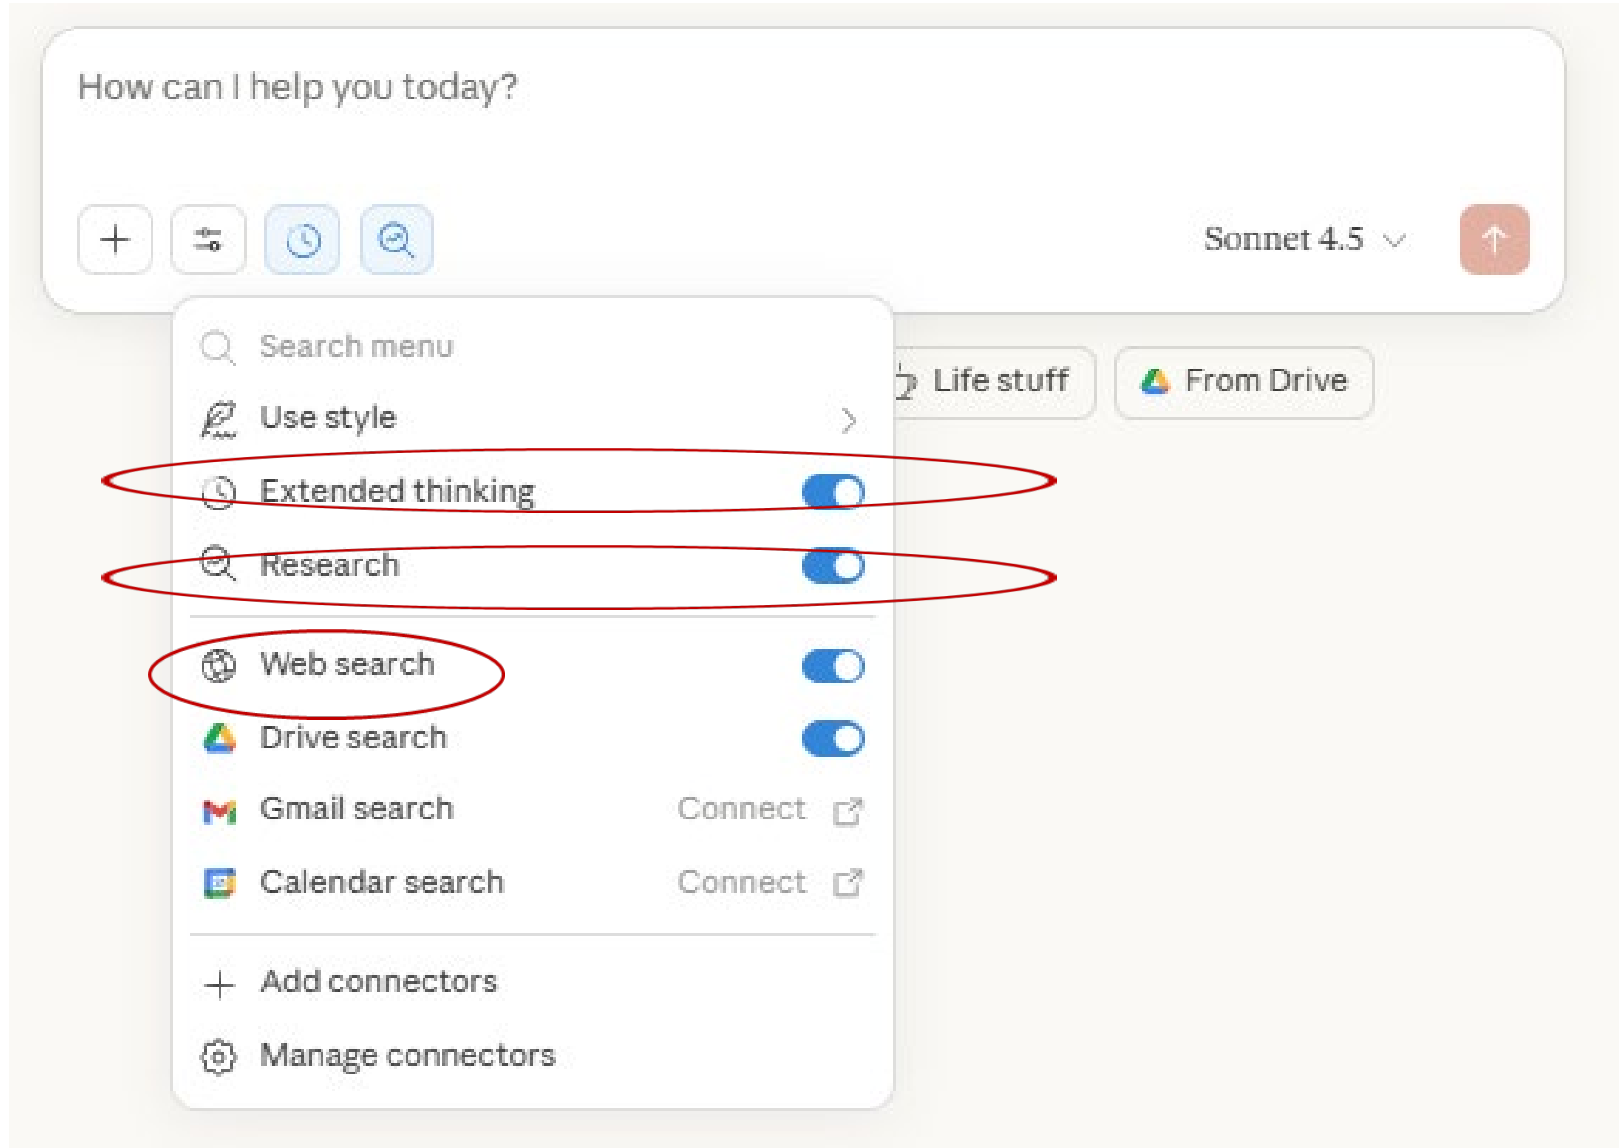 How can I help you today?
Sonnet 4.5
Search menu
Use style
Life stuff
From Drive
Extended thinking
Research
Web search
Drive search
Gmail search Connect
Calendar search Connect
Add connectors
Manage connectors